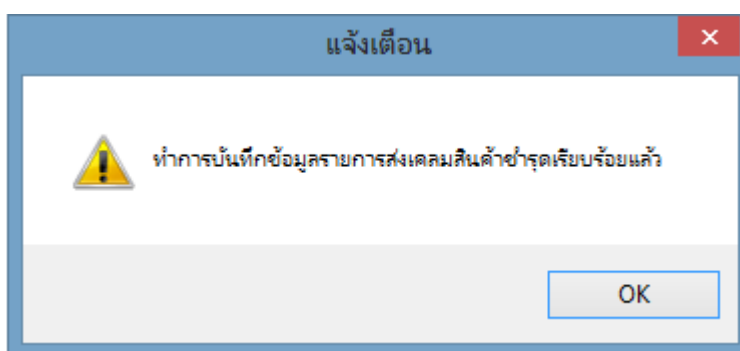 แจ้งเตือน
ทำการบันทึกข้อมูลรายการส่งเคลมสินค้าชำรุดเรียบร้อยแล้ว
OK